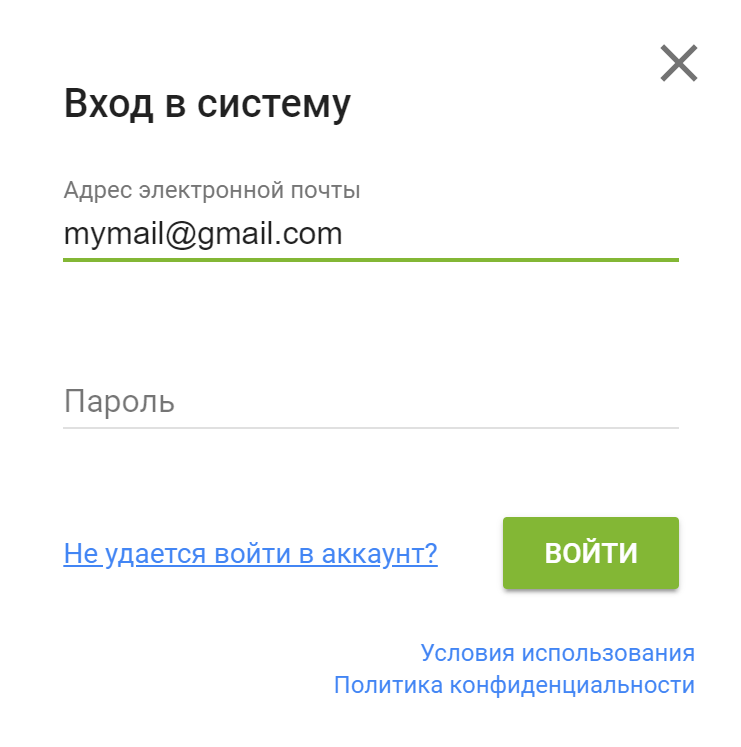 Вход в систему
Адрес электронной почты
mymail@gmail.com
Пароль
Не удается войти в аккаунт?
ВОЙТИ
Условия использования
Политика конфиденциальности